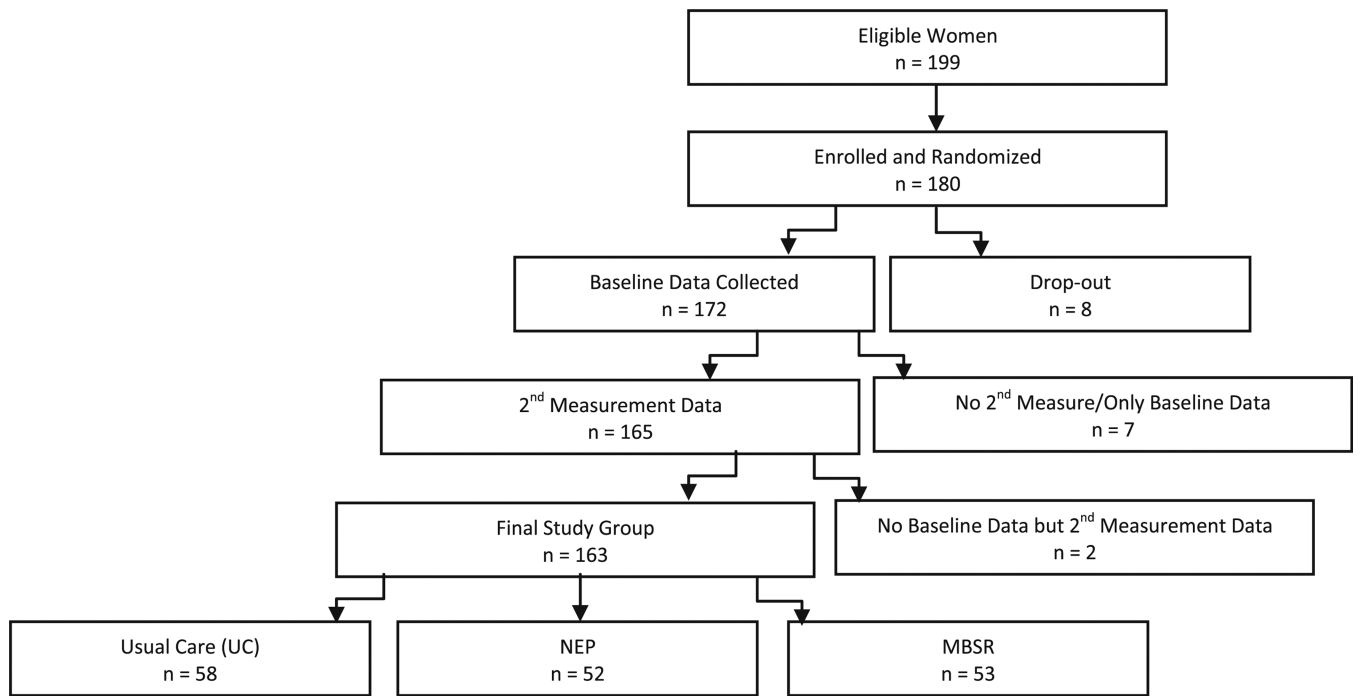 Eligible Women
n = 199
Enrolled and Randomized
n = 180
Baseline Data Collected
n = 172
Drop-out
n = 8
2nd Measurement Data
n = 165
No 2nd Measure/Only Baseline Data
n = 7
Final Study Group
n = 163
No Baseline Data but 2nd Measurement Data
n = 2
Usual Care (UC)
n = 58
NEP
n = 52
MBSR
n = 53